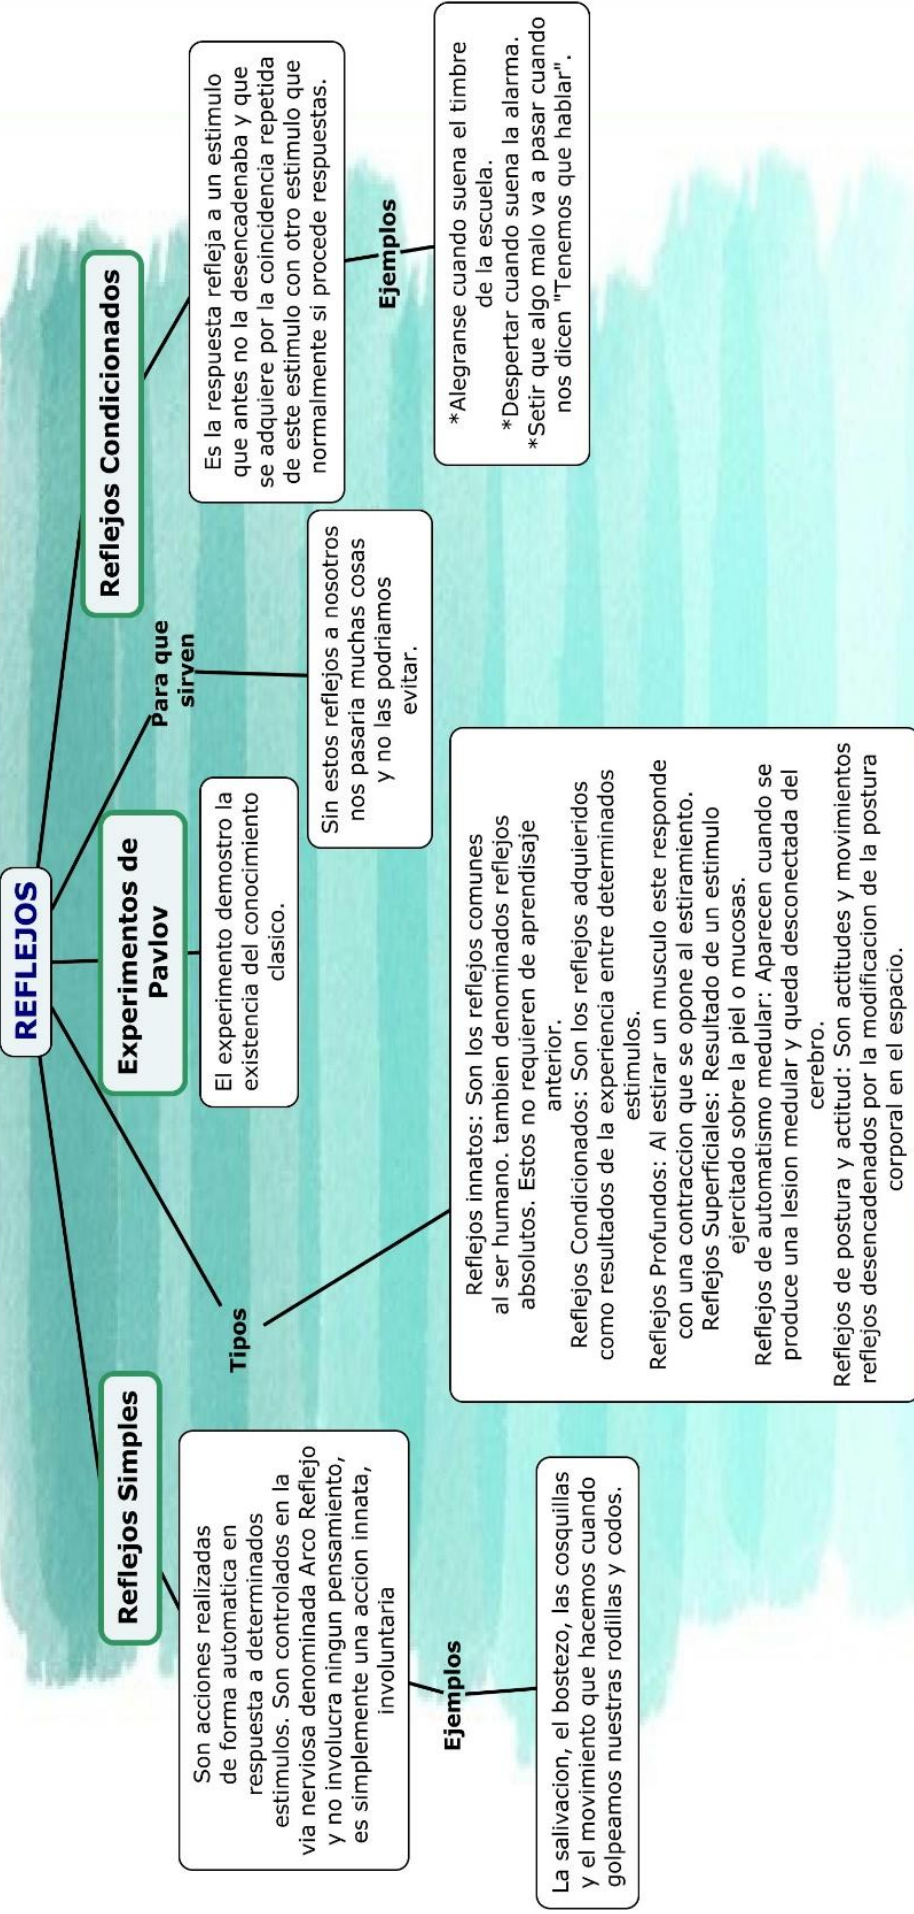 REFLEJOS
Reflejos Simples
Son acciones realizadas
de forma automatica en
respuesta a determinados
estimulos. Son controlados en la
via nerviosa denominada Arco Reflejo
y no involucra ningun pensamiento,
es simplemente una accion innata,
involuntaria
Ejemplos
La salivacion, el bostezo, las cosquillas
y el movimiento que hacemos cuando
golpeamos nuestras rodillas y codos.
Tipos
Reflejos innatos: Son los reflejos comunes
al ser humano. tambien denominados reflejos
absolutos. Estos no requieren de aprendisaje
anterior.
Reflejos Condicionados: Son los reflejos adquieridos
como resultados de la experiencia entre determinados
estimulos.
Reflejos Profundos: Al estirar un musculo este responde
con una contraccion que se opone al estiramento.
Reflejos Superficiales: Resultado de un estimulo
ejercitado sobre la piel o mucosas.
Reflejos de automatismo medular: Aparecen cuando se
produce una lesion medular y queda desconectada del
cerebro.
Reflejos de postura y actitud: Son actitudes y movimientos
reflejos desencadenados por la modificacion de la postura
corporal en el espacio.
Experimentos de
Pavlov
El experimento demostro la
existencia del conocimiento
clasico.
Para que
sirven
Sin estos reflejos a nosotros
nos pasaria muchas cosas
y no las podriamos
evitar.
Reflejos Condicionados
Es la respuesta refleja a un estimulo
que antes no la desencadenaba y que
se adquiere por la coincidencia repetida
de este estimulo con otro estimulo que
normalmente si procede respuestas.
Ejemplos
*Alegranse cuando suena el timbre
de la escuela.
*Despertar cuando suena la alarma.
*Setir que algo malo va a pasar cuando
nos dicen "Tenemos que hablar".